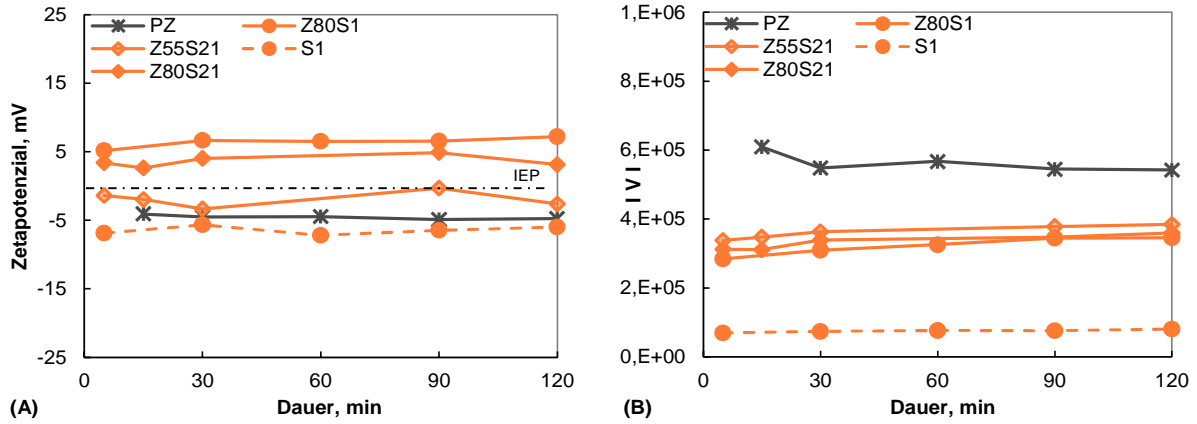 25
15
5
-5
-15
-25
Zetapotenzial, mV
PZ
Z80S1
Z55S21
S1
Z80S21
IEP
0
30
60
90
120
Dauer, min
(A)
1,E+06
8,E+05
6,E+05
4,E+05
2,E+05
0,E+00
I V I
PZ
Z80S1
Z55S21
S1
Z80S21
0
30
60
90
120
Dauer, min
(B)